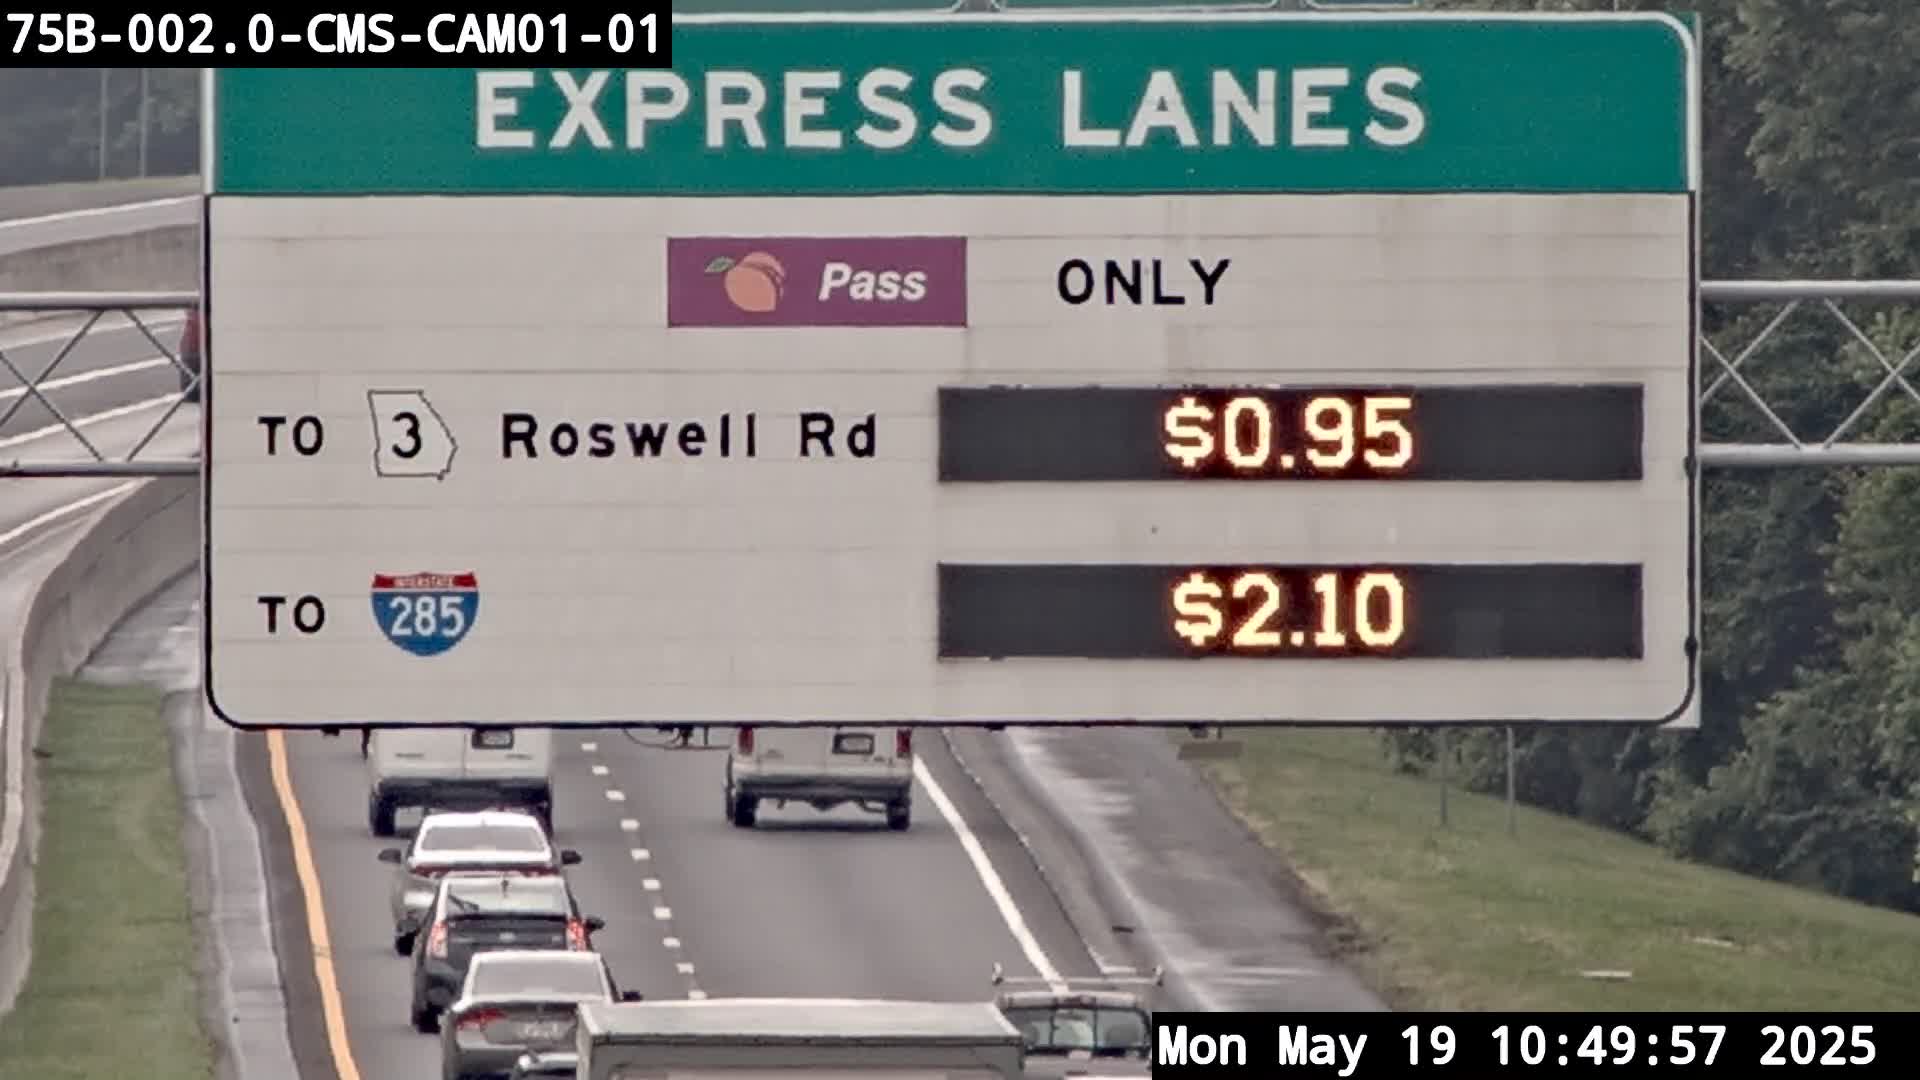 75B-002.0-CMS-CAM01-01
EXPRESS LANES
Pass ONLY
TO 3 Roswell Rd $0.95
INTERSTATE
TO 285 $2.10
Mon May 19 10:49:57 2025